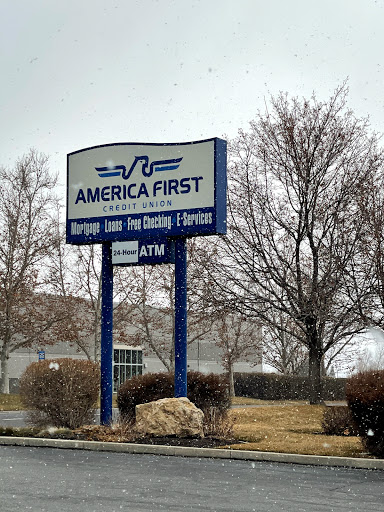 AMERICA FIRST
CREDIT UNION
Mortgage Loans Free Checking E-Services
24-Hour ATM